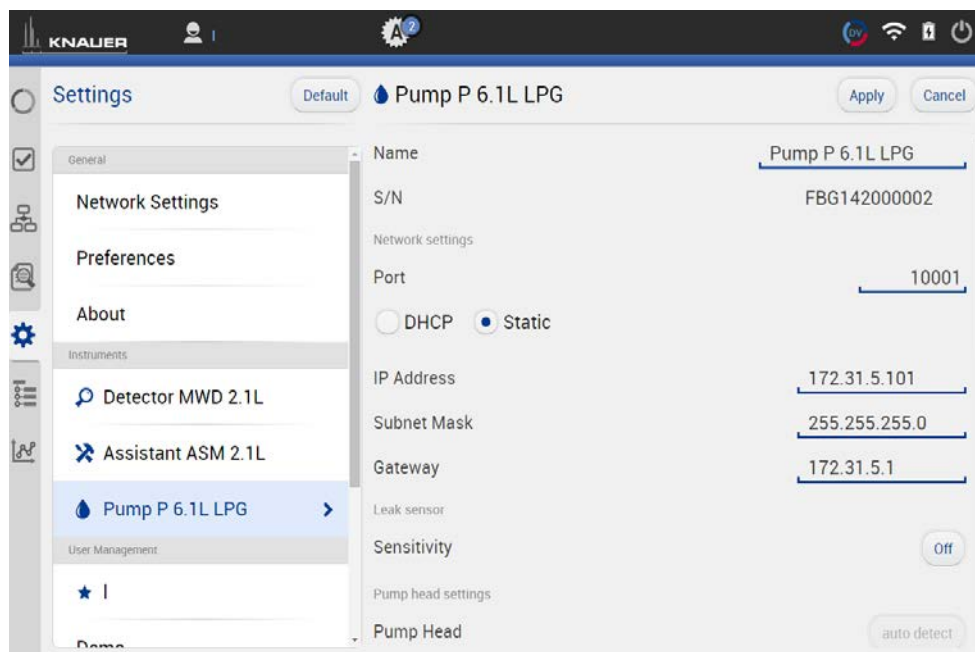 KNAUER
I
A
2
DV
Settings
Default
Pump P 6.1L LPG
Apply
Cancel
General
Network Settings
Preferences
About
Instruments
Detector MWD 2.1L
Assistant ASM 2.1L
Pump P 6.1L LPG
User Management
I
Demo
Name
Pump P 6.1L LPG
S/N
FBG142000002
Network settings
Port
10001
DHCP
Static
IP Address
172.31.5.101
Subnet Mask
255.255.255.0
Gateway
172.31.5.1
Leak sensor
Sensitivity
Off
Pump head settings
Pump Head
auto detect